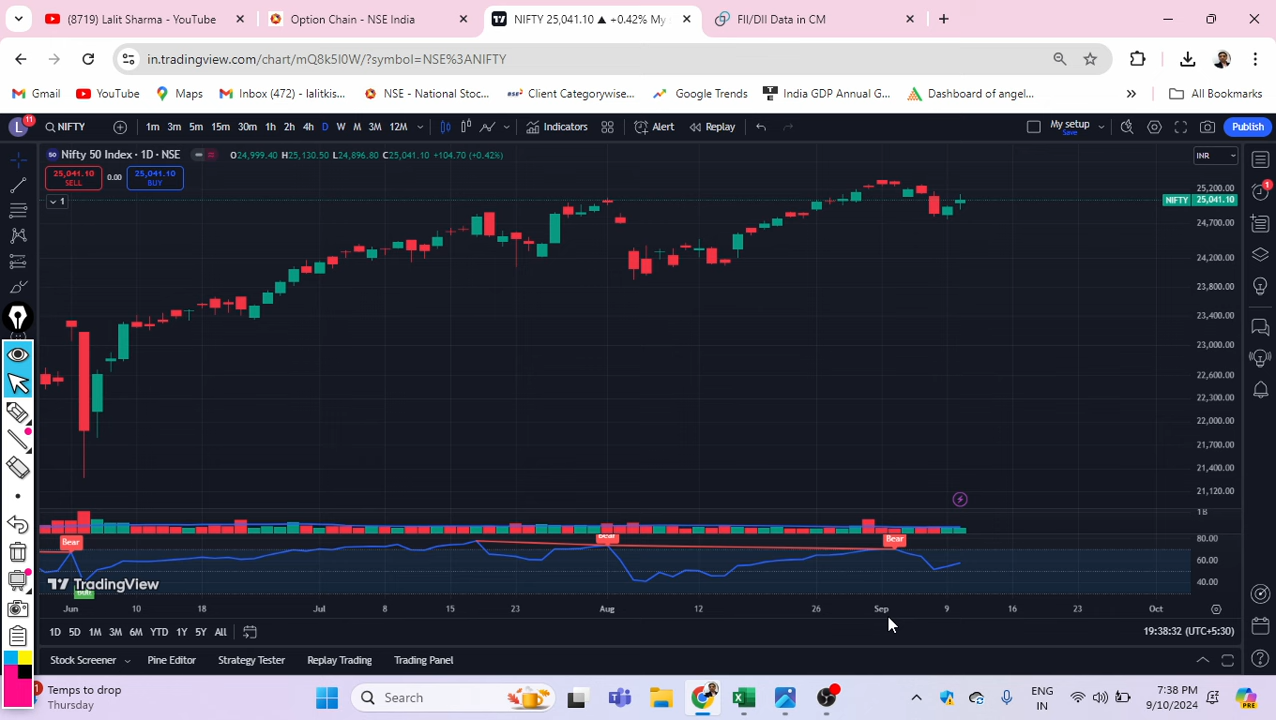 (8719) Lalit Sharma - YouTube
Option Chain - NSE India
NIFTY 25,041.10 ▲ +0.42% My
FII/DII Data in CM
in.tradingview.com/chart/mQ8k5I0W/?symbol=NSE%3ANIFTY
Gmail
YouTube
Maps
Inbox (472) - lalitkis...
NSE - National Stoc...
Client Categorywise...
Google Trends
India GDP Annual G...
Dashboard of angel...
»
All Bookmarks
L
11
NIFTY
1m 3m 5m 15m 30m 1h 2h 4h D W M 3M 12M
Indicators
Alert
Replay
My setup
Save
Publish
Nifty 50 Index · 1D · NSE
O24,999.40 H25,130.50 L24,896.80 C25,041.10 +104.70 (+0.42%)
INR
25,041.10
SELL
0.00
25,041.10
BUY
1
25,200.00
NIFTY 25,041.10
24,700.00
24,200.00
23,800.00
23,400.00
23,000.00
22,600.00
22,300.00
22,000.00
21,700.00
21,400.00
21,120.00
1B
Bear
Bear
Bear
80.00
60.00
40.00
TradingView
Jun 10 18 Jul 8 15 23 Aug 12 26 Sep 9 16 23 Oct
1D 5D 1M 3M 6M YTD 1Y 5Y All
19:38:32 (UTC+5:30)
Stock Screener
Pine Editor
Strategy Tester
Replay Trading
Trading Panel
1
Temps to drop
Thursday
Search
ENG
IN
7:38 PM
9/10/2024
PRE